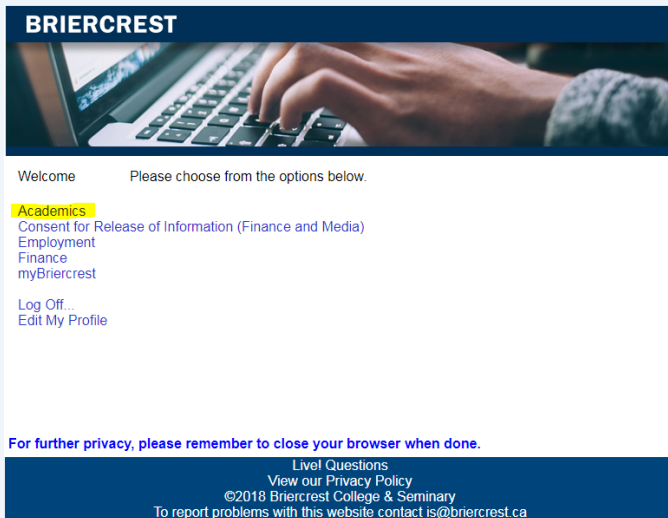 BRIERCREST
Welcome Please choose from the options below.
Academics
Consent for Release of Information (Finance and Media)
Employment
Finance
myBriercrest
Log Off...
Edit My Profile
For further privacy, please remember to close your browser when done.
Live! Questions
View our Privacy Policy
©2018 Briercrest College & Seminary
To report problems with this website contact is@briercrest.ca